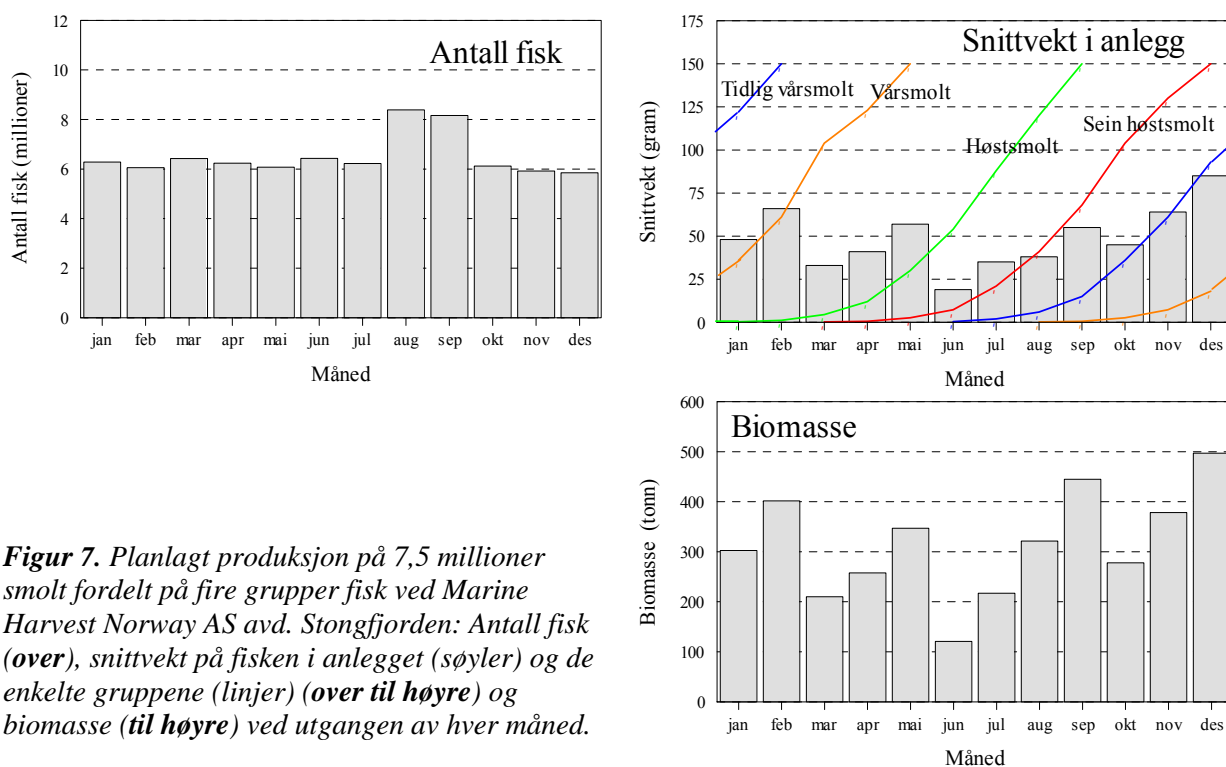 Antall fisk
Antall fisk (millioner)
12
10
8
6
4
2
0
jan feb mar apr mai jun jul aug sep okt nov des
Måned
Snittvekt i anlegg
Snittvekt (gram)
175
150
125
100
75
50
25
0
Tidlig vårsmolt
Vårsmolt
Høstsmolt
Sein høstsmolt
jan feb mar apr mai jun jul aug sep okt nov des
Måned
Biomasse
Biomasse (tonn)
600
500
400
300
200
100
0
jan feb mar apr mai jun jul aug sep okt nov des
Måned
Figur 7. Planlagt produksjon på 7,5 millioner
smolt fordelt på fire grupper fisk ved Marine
Harvest Norway AS avd. Stongfjorden: Antall fisk
(over), snittvekt på fisken i anlegget (søyler) og de
enkelte gruppene (linjer) (over til høyre) og
biomasse (til høyre) ved utgangen av hver måned.